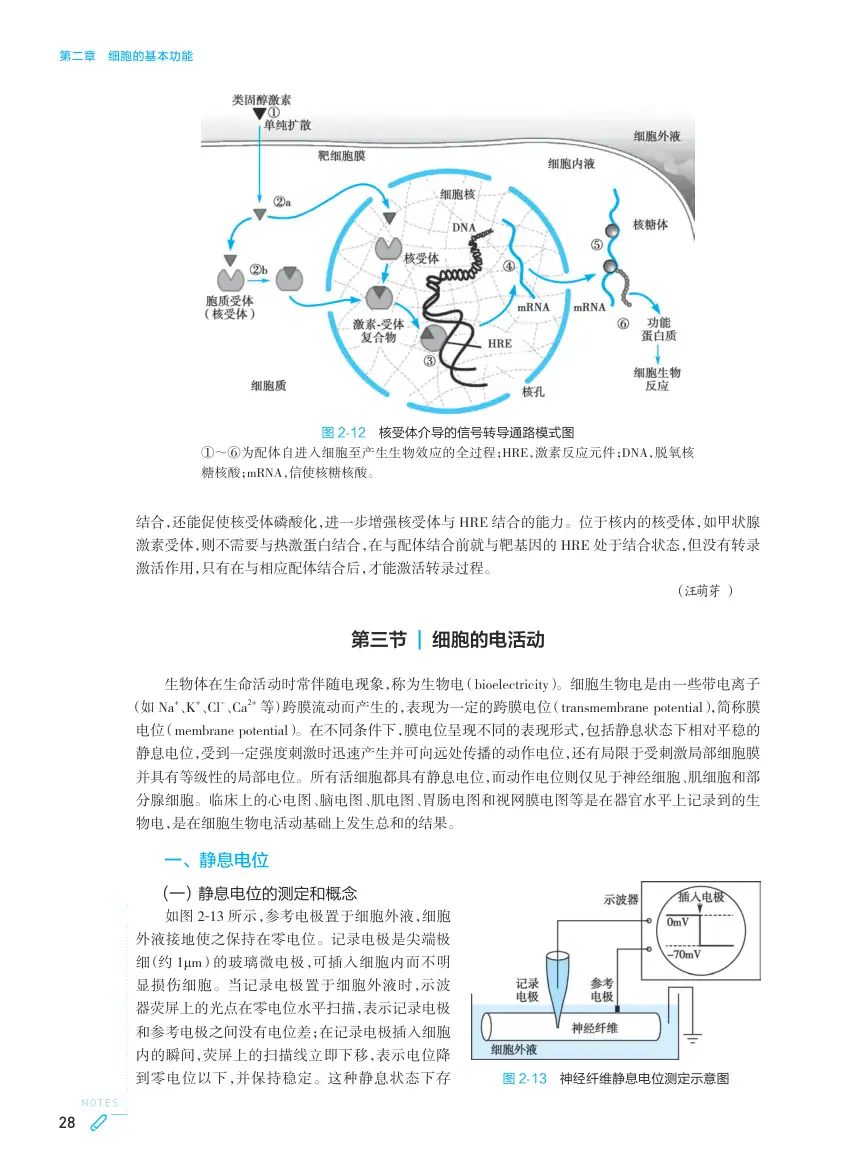 第二章 细胞的基本功能
类固醇激素
①
单纯扩散
细胞外液
靶细胞膜
细胞内液
②a
细胞核
DNA
核糖体
核受体
④
⑤
②b
胞质受体
(核受体)
激素-受体
复合物
mRNA
mRNA
HRE
③
⑥
功能
蛋白质
细胞质
核孔
细胞生物
反应
图 2-12 核受体介导的信号转导通路模式图
①～⑥为配体自进入细胞至产生生物效应的全过程;HRE,激素反应元件;DNA,脱氧核
糖核酸;mRNA,信使核糖核酸。
结合,还能促使核受体磷酸化,进一步增强核受体与 HRE 结合的能力。位于核内的核受体,如甲状腺
激素受体,则不需要与热激蛋白结合,在与配体结合前就与靶基因的 HRE 处于结合状态,但没有转录
激活作用,只有在与相应配体结合后,才能激活转录过程。
(汪萌芽 )
第三节 | 细胞的电活动
生物体在生命活动时常伴随电现象,称为生物电(bioelectricity)。细胞生物电是由一些带电离子
(如 Na⁺、K⁺、Cl⁻、Ca²⁺ 等)跨膜流动而产生的,表现为一定的跨膜电位(transmembrane potential),简称膜
电位(membrane potential)。在不同条件下,膜电位呈现不同的表现形式,包括静息状态下相对平稳的
静息电位,受到一定强度刺激时迅速产生并可向远处传播的动作电位,还有局限于受刺激局部细胞膜
并具有等级性的局部电位。所有活细胞都具有静息电位,而动作电位则仅见于神经细胞、肌细胞和部
分腺细胞。临床上的心电图、脑电图、肌电图、胃肠电图和视网膜电图等是在器官水平上记录到的生
物电,是在细胞生物电活动基础上发生总和的结果。
一、静息电位
(一)静息电位的测定和概念
如图 2-13 所示,参考电极置于细胞外液,细胞
外液接地使之保持在零电位。记录电极是尖端极
细(约 1μm)的玻璃微电极,可插入细胞内而不明
显损伤细胞。当记录电极置于细胞外液时,示波
器荧屏上的光点在零电位水平扫描,表示记录电极
和参考电极之间没有电位差;在记录电极插入细胞
内的瞬间,荧屏上的扫描线立即下移,表示电位降
到零电位以下,并保持稳定。这种静息状态下存
示波器
插入电极
0mV
-70mV
记录
电极
参考
电极
神经纤维
细胞外液
图 2-13 神经纤维静息电位测定示意图
NOTES
28